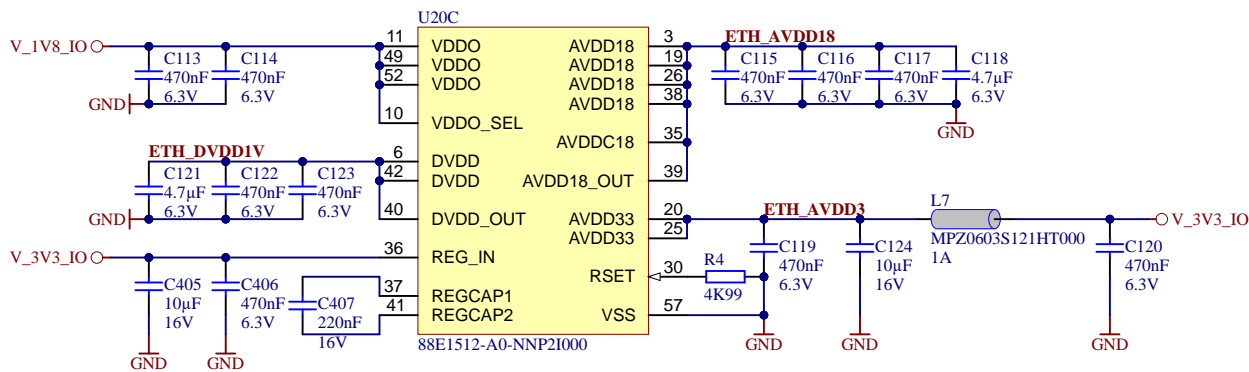 U20C
V_1V8_IO
C113
470nF
6.3V
C114
470nF
6.3V
GND
11
49
52
10
VDDO
VDDO
VDDO
VDDO_SEL
AVDD18
AVDD18
AVDD18
AVDD18
AVDDC18
AVDD18_OUT
3
19
26
38
35
39
ETH_AVDD18
C115
470nF
6.3V
C116
470nF
6.3V
C117
470nF
6.3V
C118
4.7µF
6.3V
GND
ETH_DVDD1V
C121
4.7µF
6.3V
C122
470nF
6.3V
C123
470nF
6.3V
GND
6
42
40
DVDD
DVDD
DVDD_OUT
AVDD33
AVDD33
20
25
ETH_AVDD3
L7
MPZ0603S121HT000
1A
V_3V3_IO
C119
470nF
6.3V
C124
10µF
16V
C120
470nF
6.3V
V_3V3_IO
36
REG_IN
RSET
30
R4
4K99
C405
10µF
16V
C406
470nF
6.3V
C407
220nF
16V
37
41
REGCAP1
REGCAP2
VSS
57
GND
GND
GND
GND
GND
88E1512-A0-NNP2I000